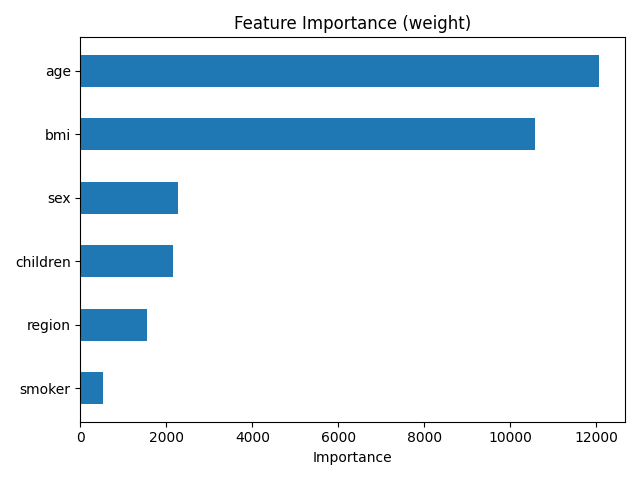 Feature Importance (weight)
age
bmi
sex
children
region
smoker
0 2000 4000 6000 8000 10000 12000
Importance